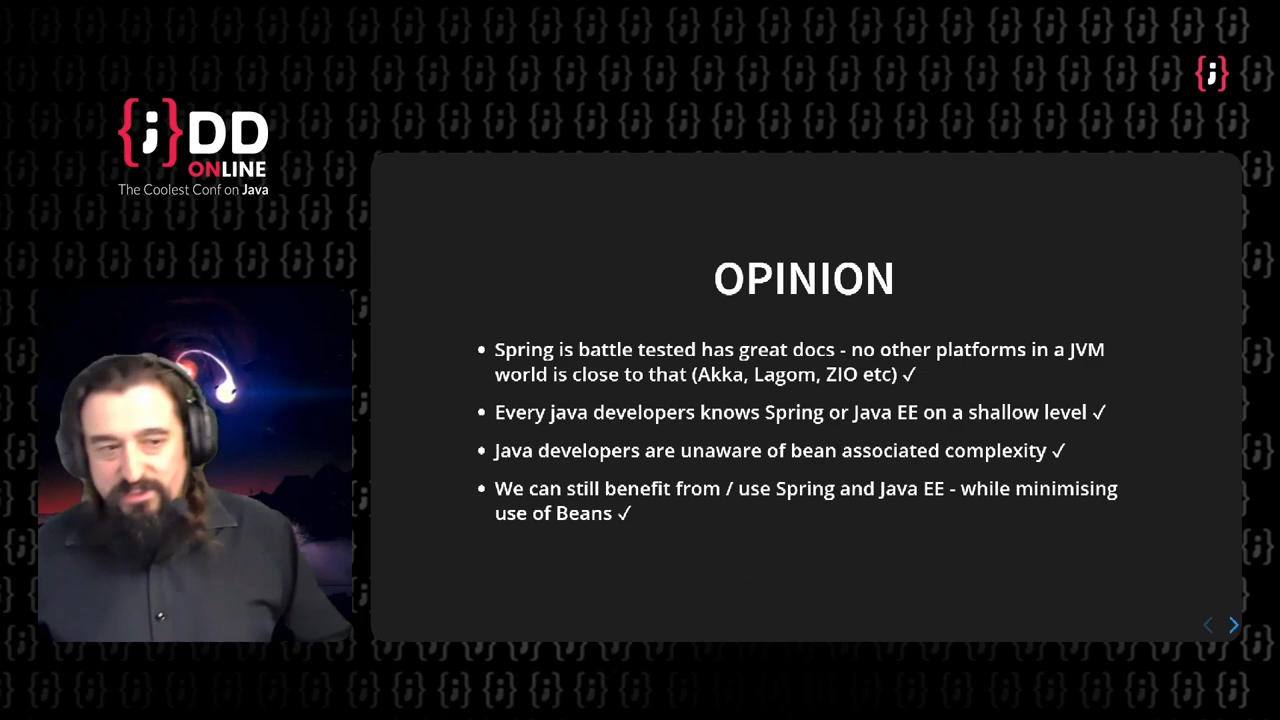 {;}DD
ONLINE
The Coolest Conf on Java
{;}
OPINION
• Spring is battle tested has great docs - no other platforms in a JVM
world is close to that (Akka, Lagom, ZIO etc) ✓
• Every java developers knows Spring or Java EE on a shallow level ✓
• Java developers are unaware of bean associated complexity ✓
• We can still benefit from / use Spring and Java EE - while minimising
use of Beans ✓